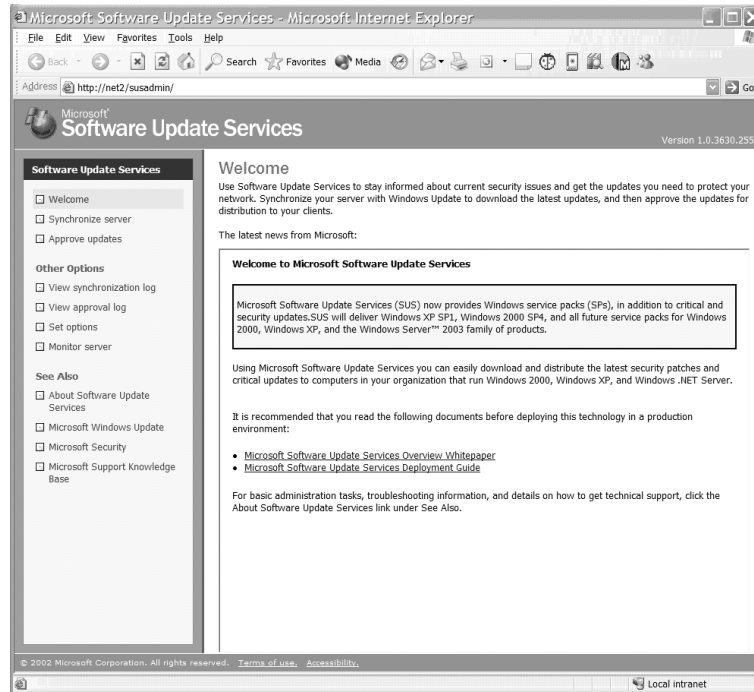 Microsoft Software Update Services - Microsoft Internet Explorer
File Edit View Favorites Tools Help
Back Search Favorites Media
Address http://net2/susadmin/ Go
Microsoft
Software Update Services
Version 1.0.3630.255
Software Update Services
Welcome
Synchronize server
Approve updates
Other Options
View synchronization log
View approval log
Set options
Monitor server
See Also
About Software Update
Services
Microsoft Windows Update
Microsoft Security
Microsoft Support Knowledge
Base
Welcome
Use Software Update Services to stay informed about current security issues and get the updates you need to protect your
network. Synchronize your server with Windows Update to download the latest updates, and then approve the updates for
distribution to your clients.
The latest news from Microsoft:
Welcome to Microsoft Software Update Services
Microsoft Software Update Services (SUS) now provides Windows service packs (SPs), in addition to critical and
security updates.SUS will deliver Windows XP SP1, Windows 2000 SP4, and all future service packs for Windows
2000, Windows XP, and the Windows Server™ 2003 family of products.
Using Microsoft Software Update Services you can easily download and distribute the latest security patches and
critical updates to computers in your organization that run Windows 2000, Windows XP, and Windows .NET Server.
It is recommended that you read the following documents before deploying this technology in a production
environment:
• Microsoft Software Update Services Overview Whitepaper
• Microsoft Software Update Services Deployment Guide
For basic administration tasks, troubleshooting information, and details on how to get technical support, click the
About Software Update Services link under See Also.
© 2002 Microsoft Corporation. All rights reserved. Terms of use. Accessibility.
Local intranet